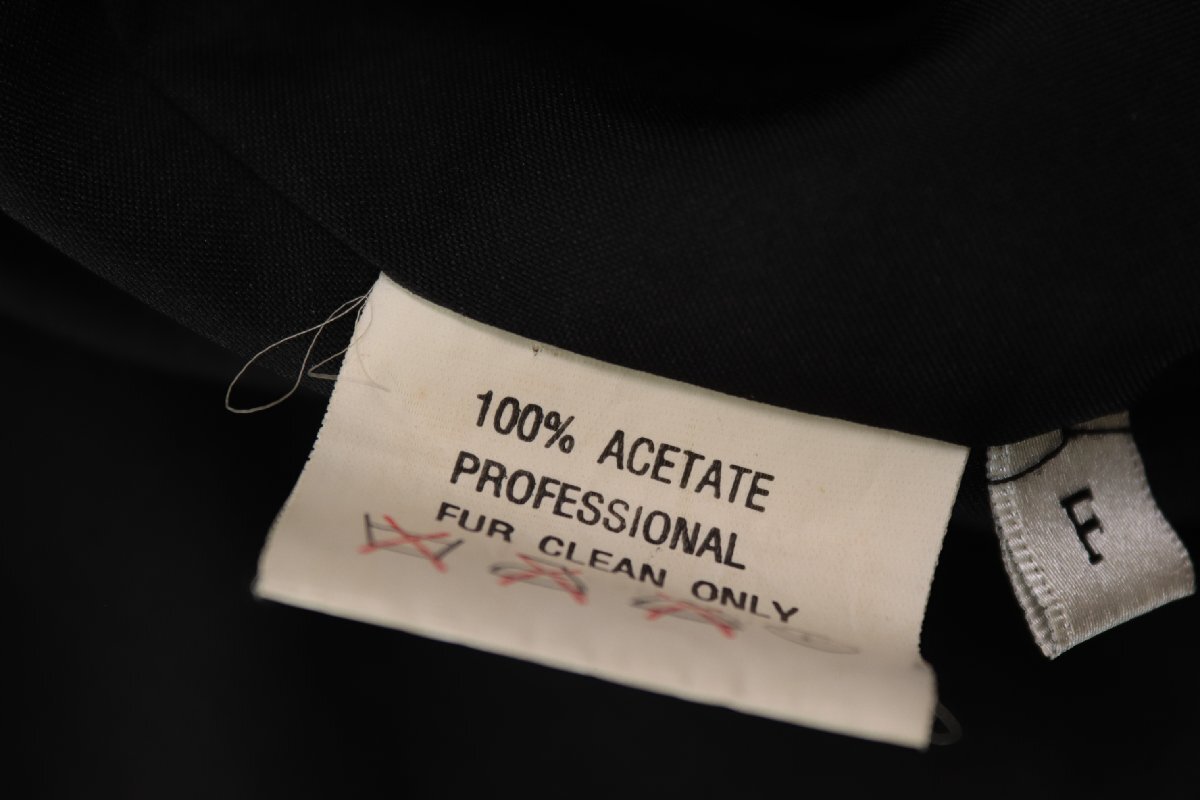 100% ACETATE
PROFESSIONAL
FUR CLEAN ONLY
F